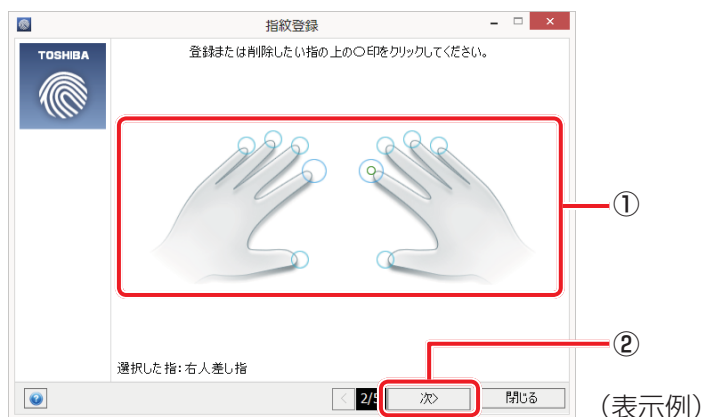 指紋登録
TOSHIBA
登録または削除したい指の上の○印をクリックしてください。
①
②
選択した指:右人差し指
< 2/5 次> 閉じる
(表示例)